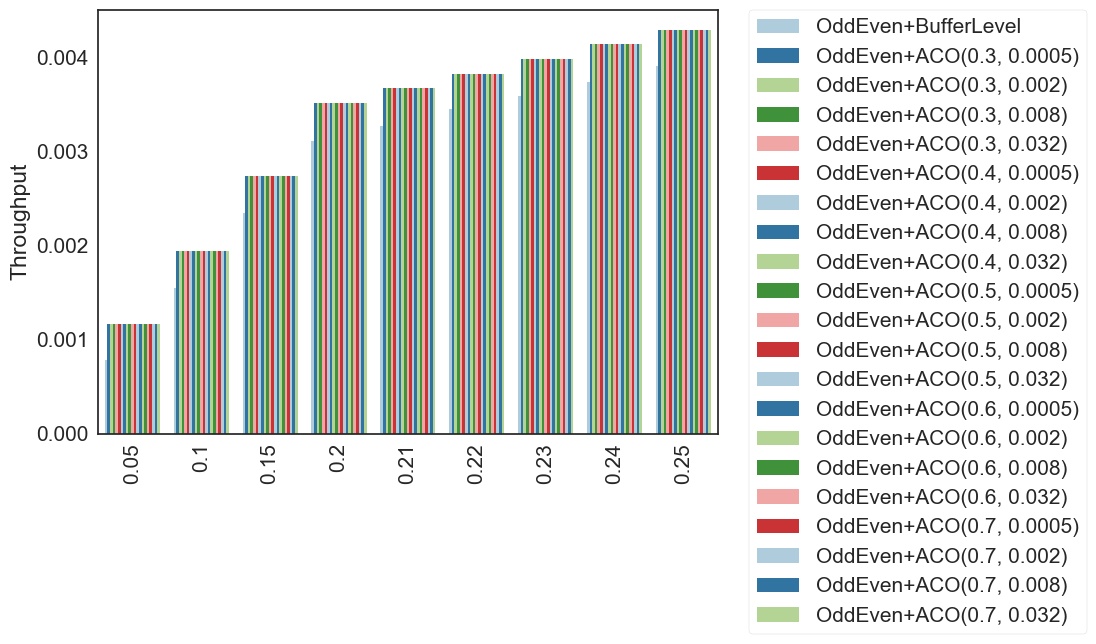 Throughput
0.004
0.003
0.002
0.001
0.000
0.05
0.1
0.15
0.2
0.21
0.22
0.23
0.24
0.25
OddEven+BufferLevel
OddEven+ACO(0.3, 0.0005)
OddEven+ACO(0.3, 0.002)
OddEven+ACO(0.3, 0.008)
OddEven+ACO(0.3, 0.032)
OddEven+ACO(0.4, 0.0005)
OddEven+ACO(0.4, 0.002)
OddEven+ACO(0.4, 0.008)
OddEven+ACO(0.4, 0.032)
OddEven+ACO(0.5, 0.0005)
OddEven+ACO(0.5, 0.002)
OddEven+ACO(0.5, 0.008)
OddEven+ACO(0.5, 0.032)
OddEven+ACO(0.6, 0.0005)
OddEven+ACO(0.6, 0.002)
OddEven+ACO(0.6, 0.008)
OddEven+ACO(0.6, 0.032)
OddEven+ACO(0.7, 0.0005)
OddEven+ACO(0.7, 0.002)
OddEven+ACO(0.7, 0.008)
OddEven+ACO(0.7, 0.032)